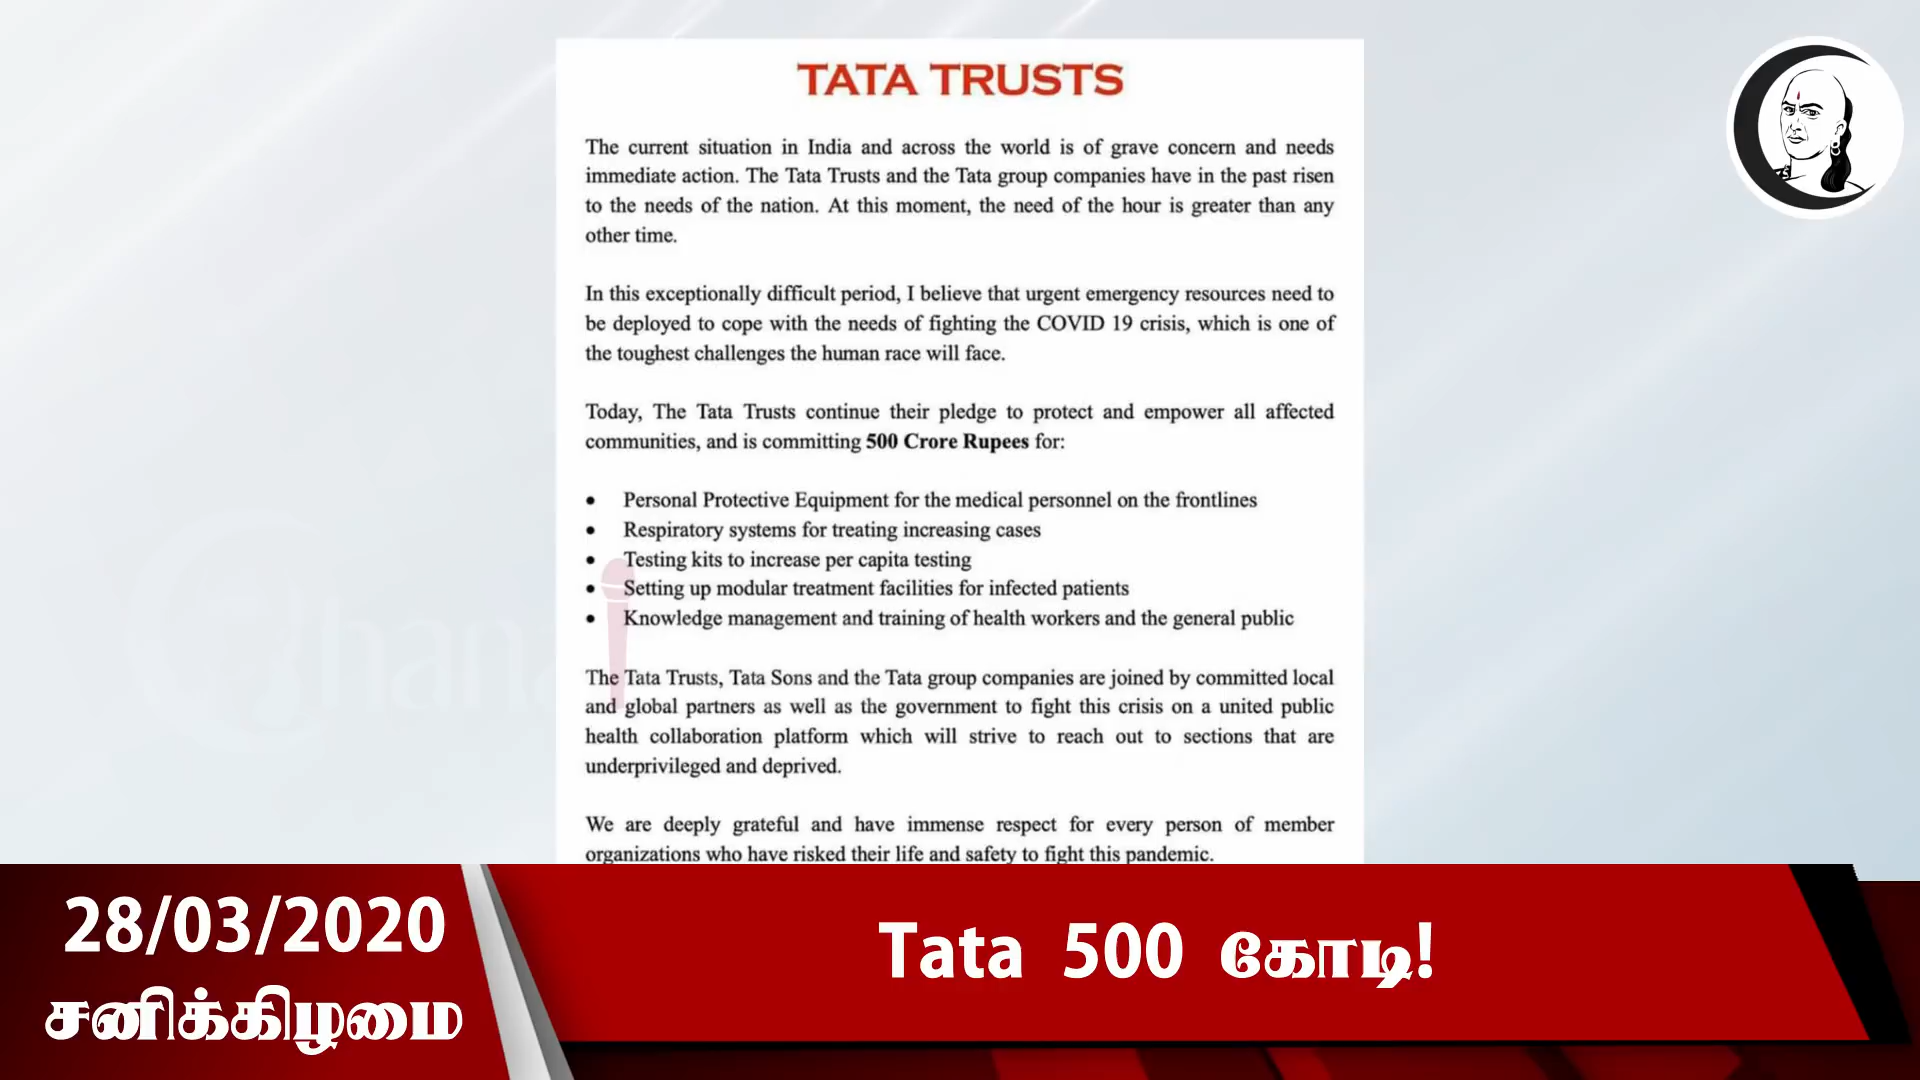 TATA TRUSTS
The current situation in India and across the world is of grave concern and needs
immediate action. The Tata Trusts and the Tata group companies have in the past risen
to the needs of the nation. At this moment, the need of the hour is greater than any
other time.
In this exceptionally difficult period, I believe that urgent emergency resources need to
be deployed to cope with the needs of fighting the COVID 19 crisis, which is one of
the toughest challenges the human race will face.
Today, The Tata Trusts continue their pledge to protect and empower all affected
communities, and is committing 500 Crore Rupees for:
• Personal Protective Equipment for the medical personnel on the frontlines
• Respiratory systems for treating increasing cases
• Testing kits to increase per capita testing
• Setting up modular treatment facilities for infected patients
• Knowledge management and training of health workers and the general public
The Tata Trusts, Tata Sons and the Tata group companies are joined by committed local
and global partners as well as the government to fight this crisis on a united public
health collaboration platform which will strive to reach out to sections that are
underprivileged and deprived.
We are deeply grateful and have immense respect for every person of member
organizations who have risked their life and safety to fight this pandemic.
28/03/2020
சனிக்கிழமை
Tata 500 கோடி!